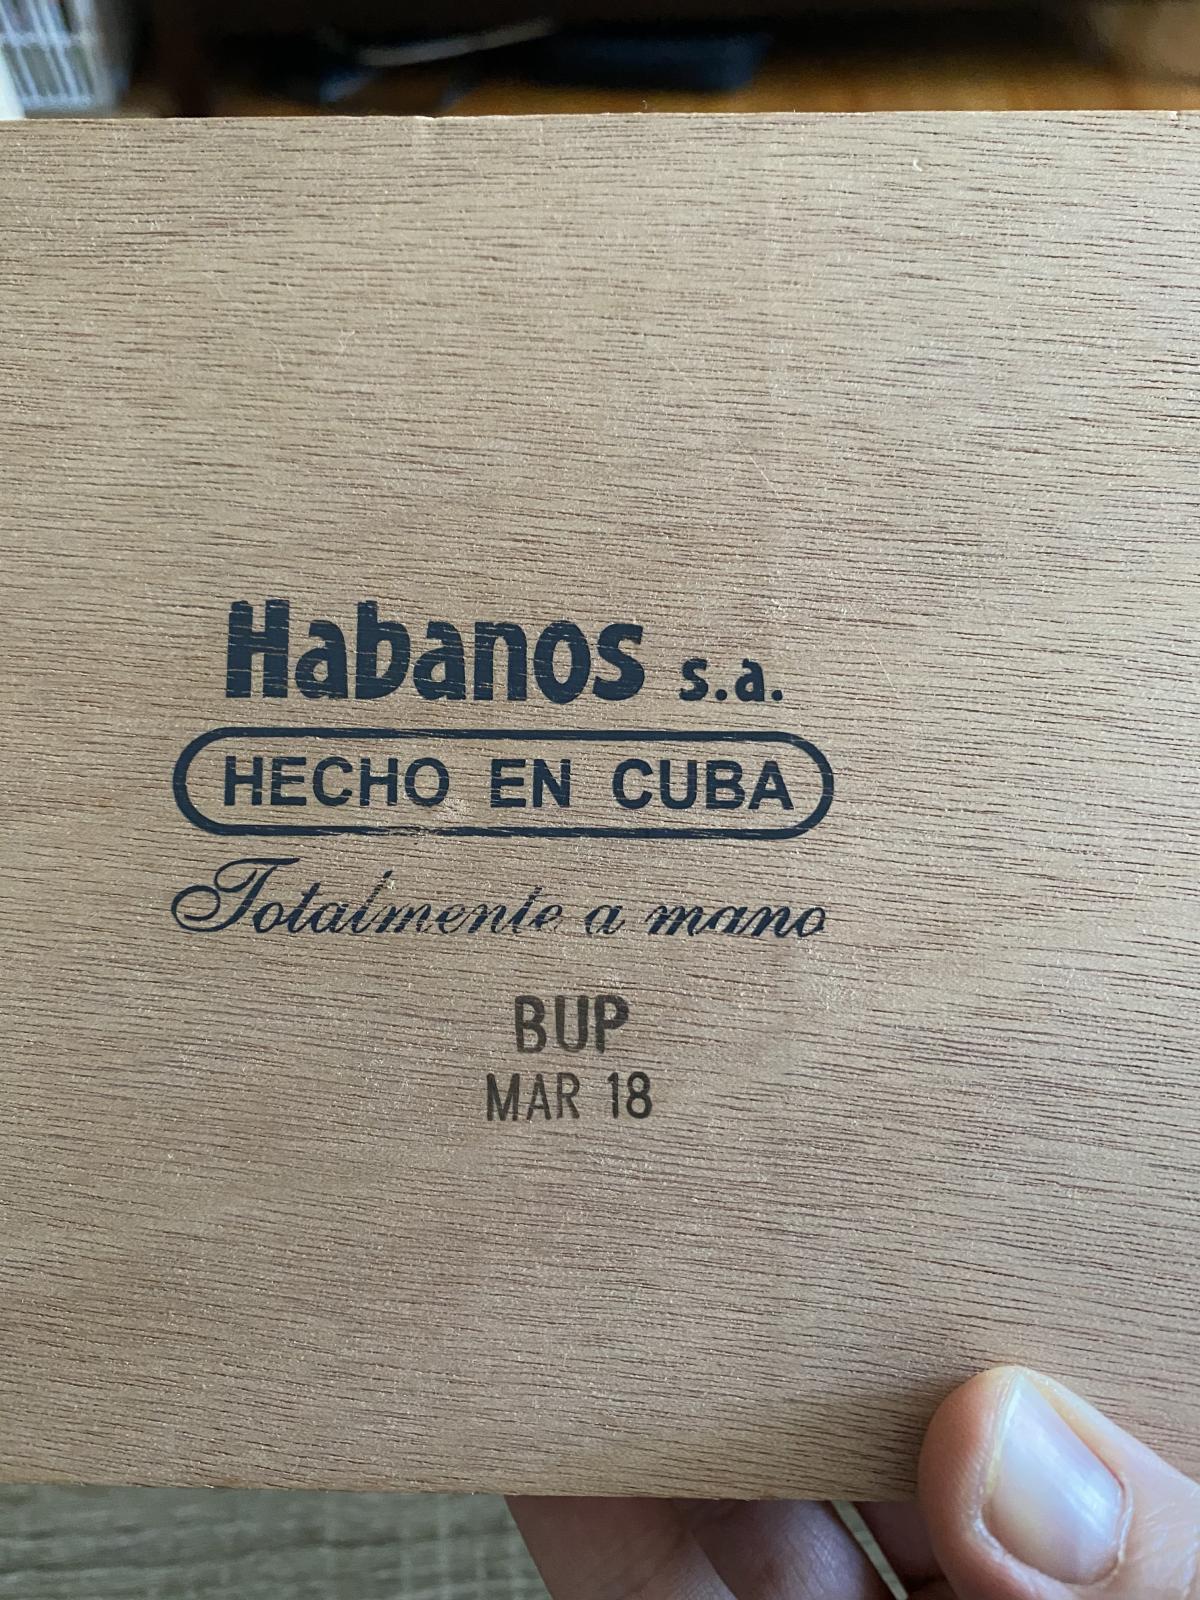 Habanos s.a.
HECHO EN CUBA
Totalmente a mano
BUP
MAR 18